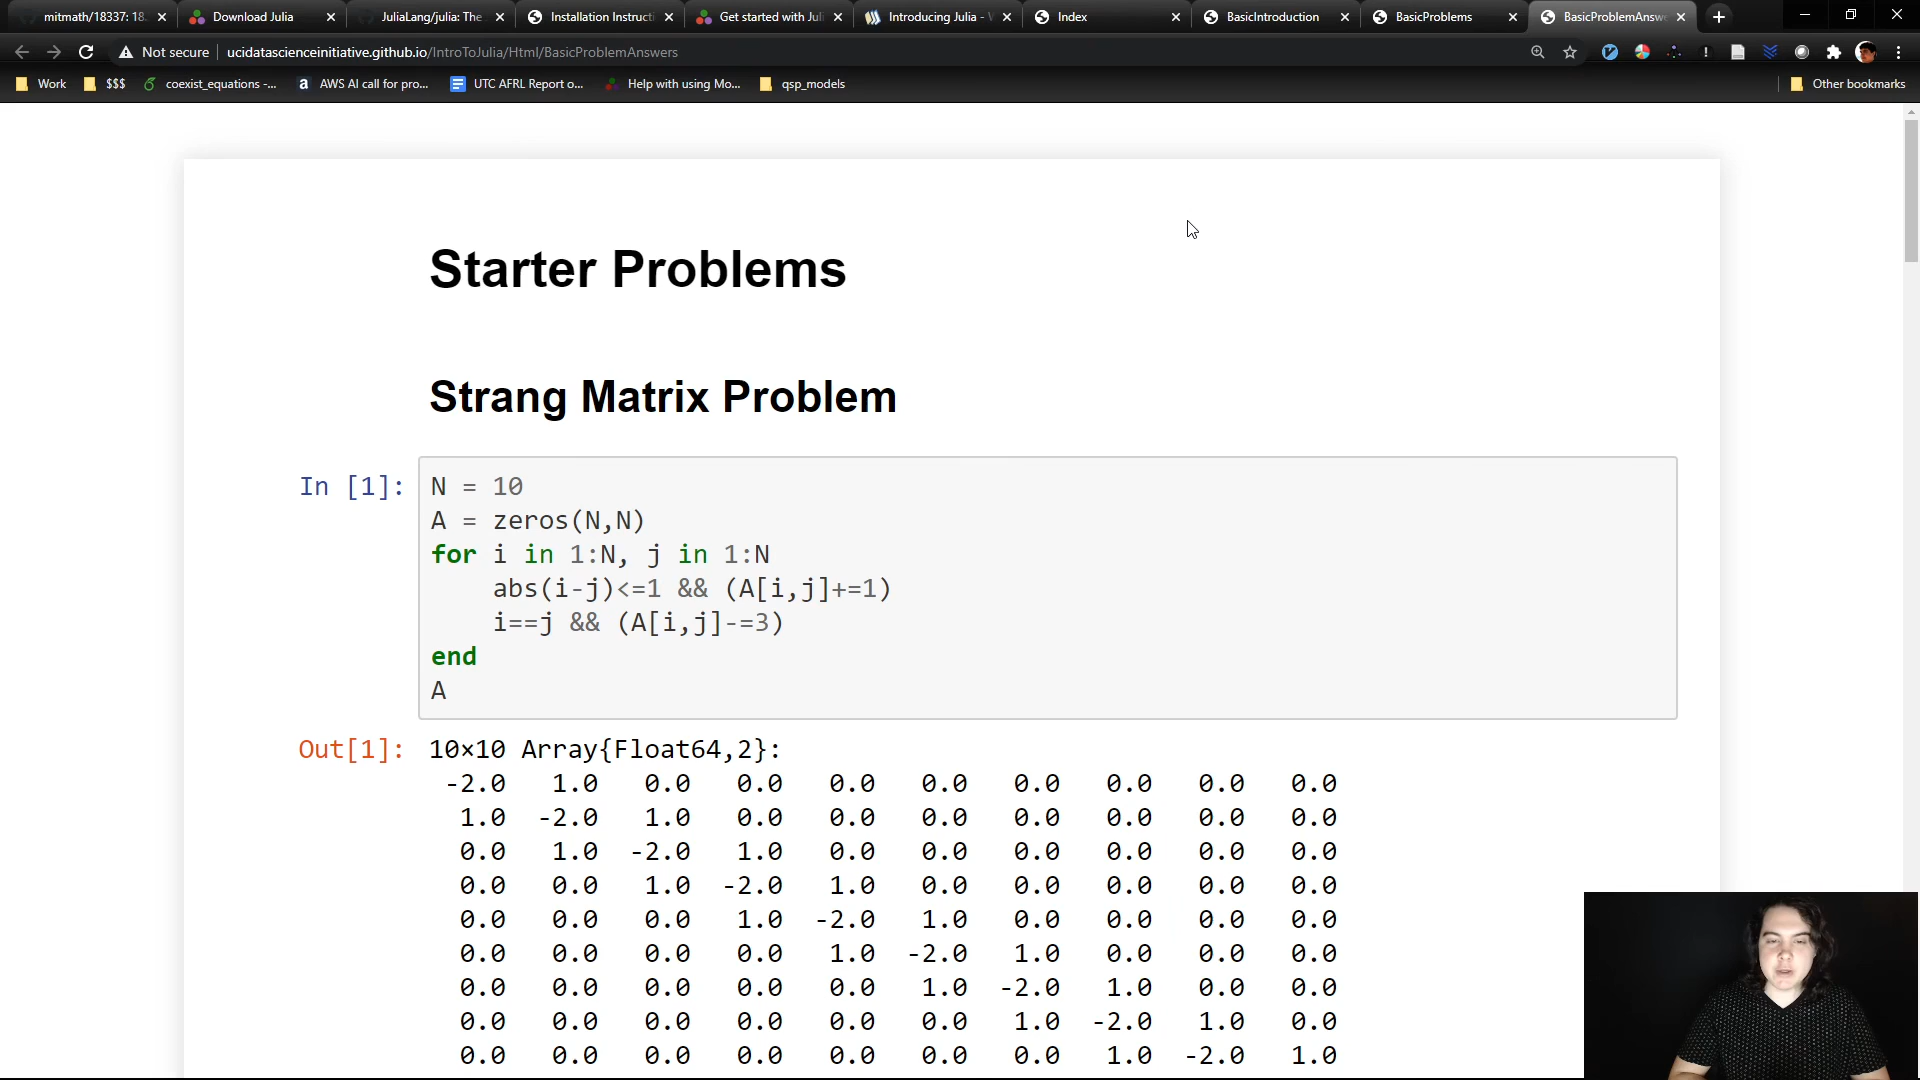 mitmath/18337: 18.
Download Julia
JuliaLang/julia: The
Installation Instructi
Get started with Juli
Introducing Julia - W
Index
BasicIntroduction
BasicProblems
BasicProblemAnsw
Not secure
ucidatascienceinitiative.github.io/IntroToJulia/Html/BasicProblemAnswers
Work
$$$
coexist_equations -...
AWS AI call for pro...
UTC AFRL Report o...
Help with using Mo...
qsp_models
Other bookmarks
Starter Problems
Strang Matrix Problem
In [1]:
N = 10
A = zeros(N,N)
for i in 1:N, j in 1:N
abs(i-j)<=1 && (A[i,j]+=1)
i==j && (A[i,j]-=3)
end
A
Out[1]:
10×10 Array{Float64,2}:
-2.0 1.0 0.0 0.0 0.0 0.0 0.0 0.0 0.0 0.0
1.0 -2.0 1.0 0.0 0.0 0.0 0.0 0.0 0.0 0.0
0.0 1.0 -2.0 1.0 0.0 0.0 0.0 0.0 0.0 0.0
0.0 0.0 1.0 -2.0 1.0 0.0 0.0 0.0 0.0 0.0
0.0 0.0 0.0 1.0 -2.0 1.0 0.0 0.0 0.0 0.0
0.0 0.0 0.0 0.0 1.0 -2.0 1.0 0.0 0.0 0.0
0.0 0.0 0.0 0.0 0.0 1.0 -2.0 1.0 0.0 0.0
0.0 0.0 0.0 0.0 0.0 0.0 1.0 -2.0 1.0 0.0
0.0 0.0 0.0 0.0 0.0 0.0 0.0 1.0 -2.0 1.0